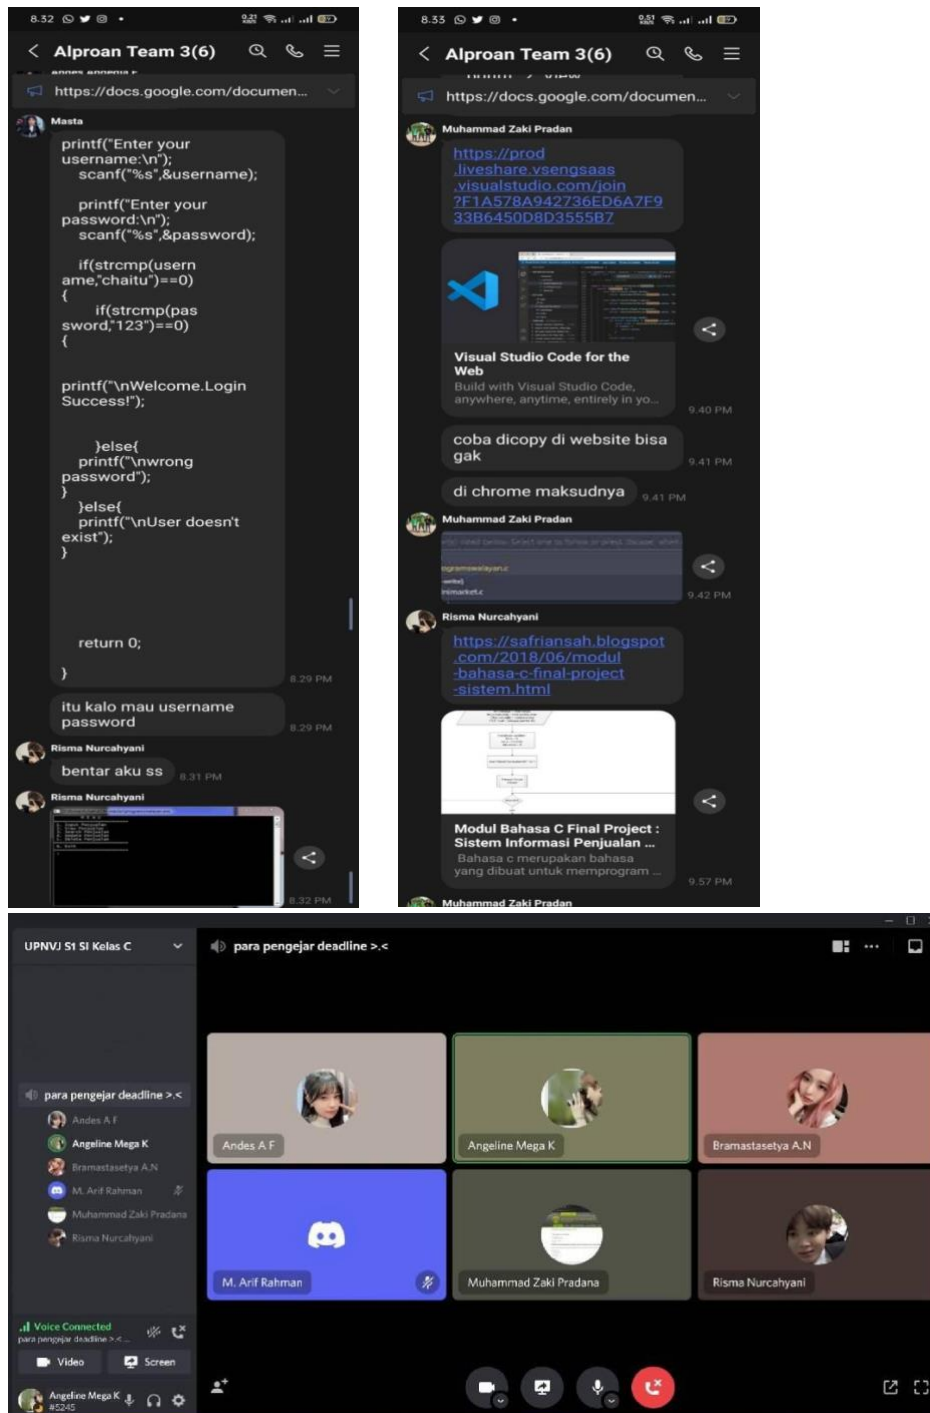 8.32
0.21 KB/S
Alproan Team 3(6)
https://docs.google.com/documen...
Masta
printf("Enter your
username:\n");
scanf("%s",&username);
printf("Enter your
password:\n");
scanf("%s",&password);
if(strcmp(usern
ame,"chaitu")==0)
{
if(strcmp(pas
sword,"123")==0)
{
printf("\nWelcome.Login
Success!");
}else{
printf("\nwrong
password");
}
}else{
printf("\nUser doesn't
exist");
}
return 0;
}
8.29 PM
itu kalo mau username
password
8.29 PM
Risma Nurcahyani
bentar aku ss
8.31 PM
Risma Nurcahyani
8.32 PM
8.33
0.51 KB/S
Alproan Team 3(6)
https://docs.google.com/documen...
Muhammad Zaki Pradan
https://prod
.liveshare.vsengsaas
.visualstudio.com/join
?F1A578A942736ED6A7F9
33B6450D8D3555B7
Visual Studio Code for the
Web
Build with Visual Studio Code,
anywhere, anytime, entirely in yo...
9.40 PM
coba dicopy di website bisa
gak
9.41 PM
di chrome maksudnya
9.41 PM
Muhammad Zaki Pradan
9.42 PM
Risma Nurcahyani
https://safriansah.blogspot
.com/2018/06/modul
-bahasa-c-final-project
-sistem.html
Modul Bahasa C Final Project :
Sistem Informasi Penjualan ...
Bahasa c merupakan bahasa
yang dibuat untuk memprogram ...
9.57 PM
Muhammad Zaki Pradan
UPNVJ S1 SI Kelas C
para pengejar deadline >.<
para pengejar deadline >.<
Andes A F
Angeline Mega K
Bramastasetya A.N
M. Arif Rahman
Muhammad Zaki Pradana
Risma Nurcahyani
Andes A F
Angeline Mega K
Bramastasetya A.N
M. Arif Rahman
Muhammad Zaki Pradana
Risma Nurcahyani
Voice Connected
para pengejar deadline >.< ...
Video
Screen
Angeline Mega K
#5245